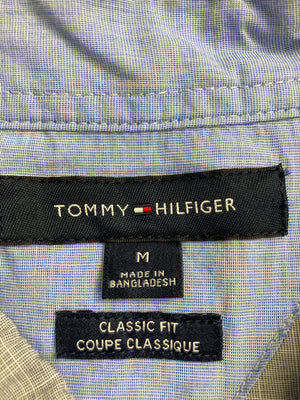 TOMMY HILFIGER
M
MADE IN
BANGLADESH
CLASSIC FIT
COUPE CLASSIQUE